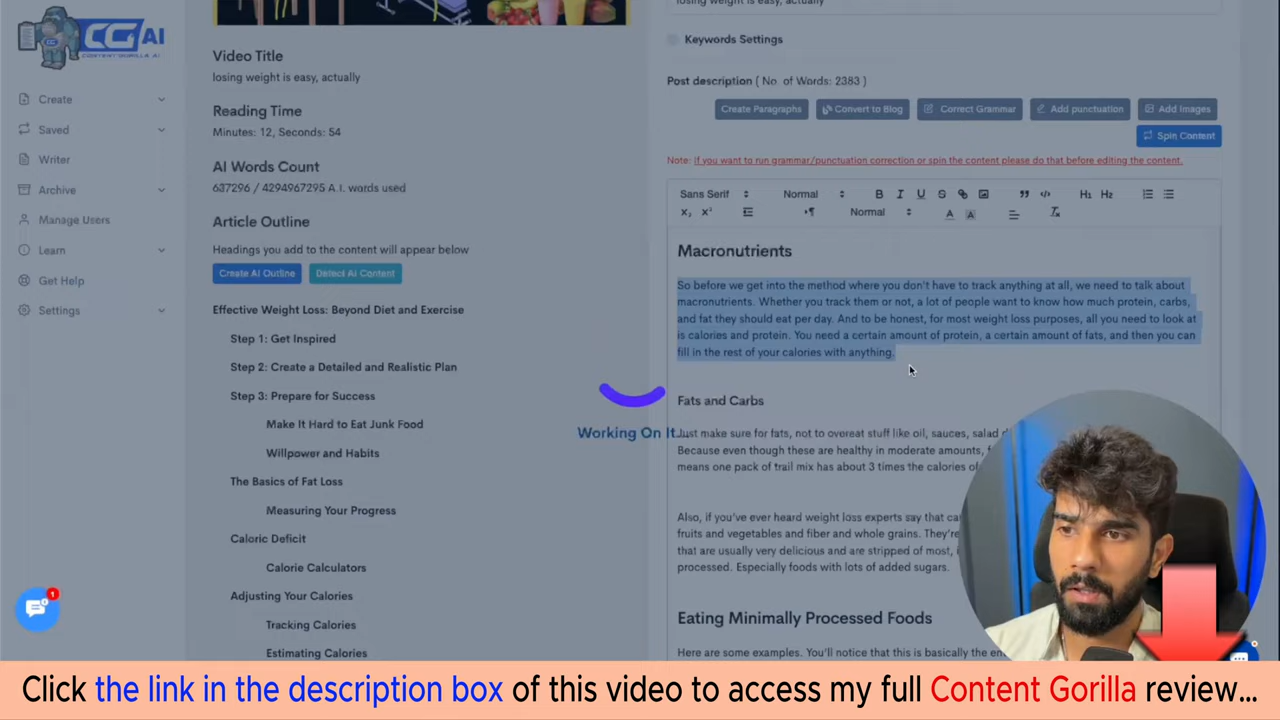 CG AI
CONTENT GORILLA AI
Create
Saved
Writer
Archive
Manage Users
Learn
Get Help
Settings
1
Video Title
losing weight is easy, actually
Reading Time
Minutes: 12, Seconds: 54
AI Words Count
637296 / 4294967295 A.I. words used
Article Outline
Headings you add to the content will appear below
Create AI Outline
Detect AI Content
Effective Weight Loss: Beyond Diet and Exercise
Step 1: Get Inspired
Step 2: Create a Detailed and Realistic Plan
Step 3: Prepare for Success
Make It Hard to Eat Junk Food
Willpower and Habits
The Basics of Fat Loss
Measuring Your Progress
Caloric Deficit
Calorie Calculators
Adjusting Your Calories
Tracking Calories
Estimating Calories
Working On It...
losing weight is easy, actually
Keywords Settings
Post description ( No. of Words: 2383 )
Create Paragraphs
Convert to Blog
Correct Grammar
Add punctuation
Add Images
Spin Content
Note: if you want to run grammar/punctuation correction or spin the content please do that before editing the content.
Sans Serif Normal B I U S H1 H2
X₂ X² Normal A A Tx
Macronutrients
So before we get into the method where you don't have to track anything at all, we need to talk about
macronutrients. Whether you track them or not, a lot of people want to know how much protein, carbs,
and fat they should eat per day. And to be honest, for most weight loss purposes, all you need to look at
is calories and protein. You need a certain amount of protein, a certain amount of fats, and then you can
fill in the rest of your calories with anything.
Fats and Carbs
Just make sure for fats, not to overeat stuff like oil, sauces, salad
Because even though these are healthy in moderate amounts,
means one pack of trail mix has about 3 times the calories of
Also, if you've ever heard weight loss experts say that
fruits and vegetables and fiber and whole grains. They're
that are usually very delicious and are stripped of most,
processed. Especially foods with lots of added sugars.
Eating Minimally Processed Foods
Here are some examples. You'll notice that this is basically the
Click the link in the description box of this video to access my full Content Gorilla review...